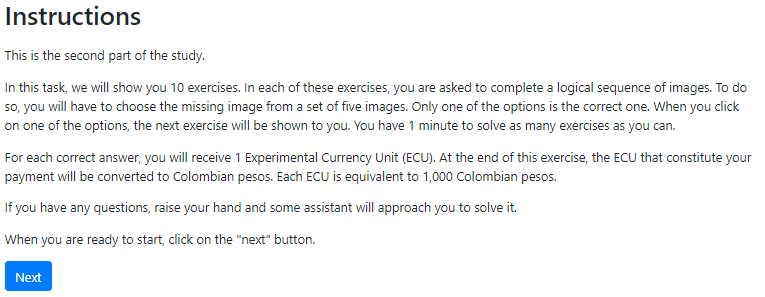 Instructions
This is the second part of the study.
In this task, we will show you 10 exercises. In each of these exercises, you are asked to complete a logical sequence of images. To do
so, you will have to choose the missing image from a set of five images. Only one of the options is the correct one. When you click
on one of the options, the next exercise will be shown to you. You have 1 minute to solve as many exercises as you can.
For each correct answer, you will receive 1 Experimental Currency Unit (ECU). At the end of this exercise, the ECU that constitute your
payment will be converted to Colombian pesos. Each ECU is equivalent to 1,000 Colombian pesos.
If you have any questions, raise your hand and some assistant will approach you to solve it.
When you are ready to start, click on the "next" button.
Next